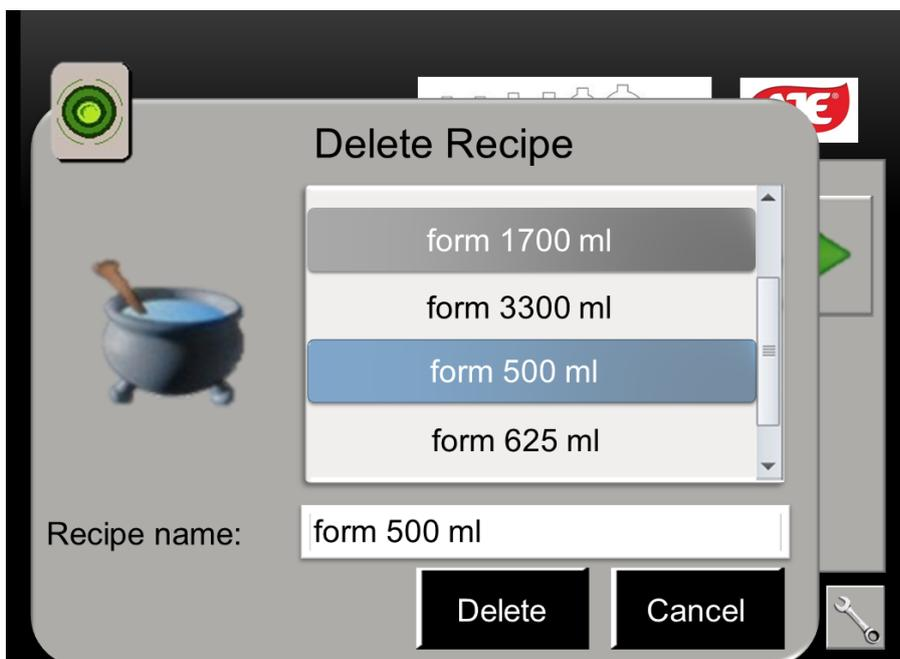 Delete Recipe
form 1700 ml
form 3300 ml
form 500 ml
form 625 ml
Recipe name:
form 500 ml
Delete
Cancel